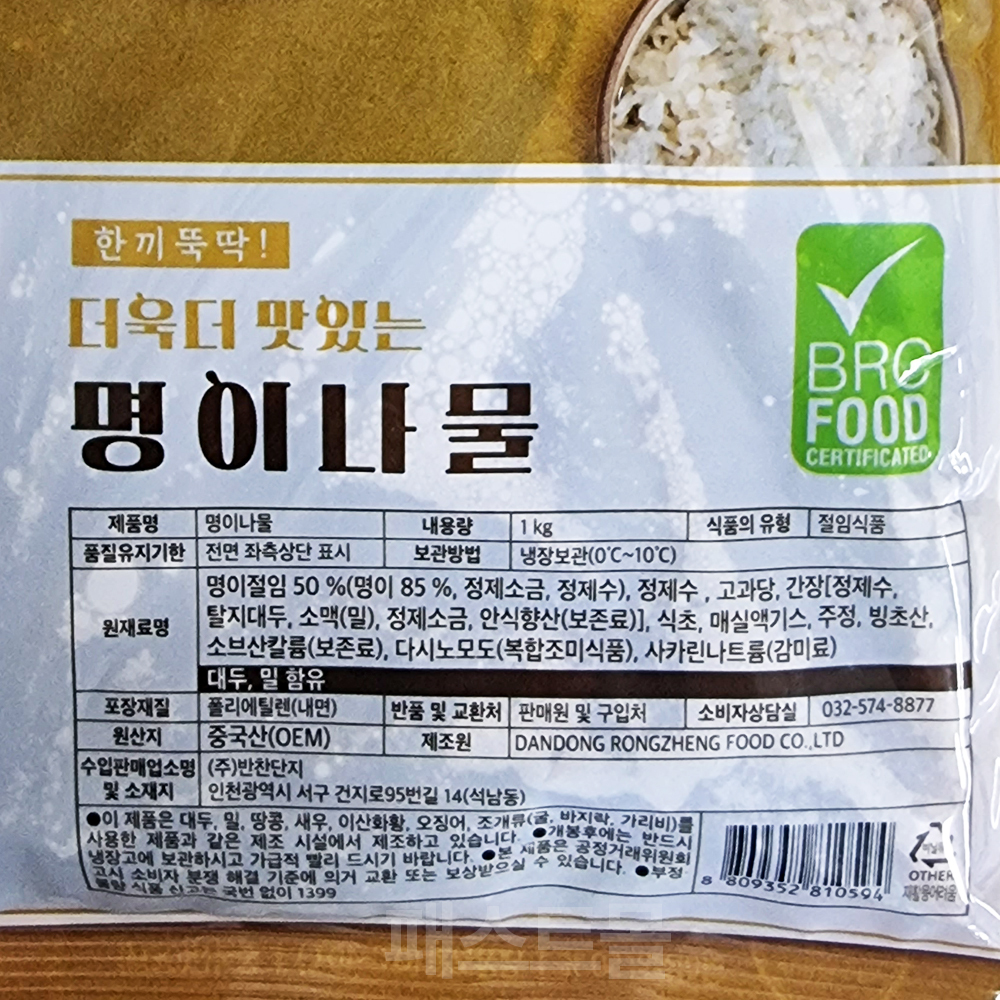 한끼뚝딱!
더욱더 맛있는
명이나물
BRC
FOOD
CERTIFICATED
제품명 명이나물 내용량 1 kg 식품의 유형 절임식품
품질유지기한 전면 좌측상단 표시 보관방법 냉장보관(0℃~10℃)
원재료명 명이절임 50 %(명이 85 %, 정제소금, 정제수), 정제수 , 고과당, 간장[정제수,
탈지대두, 소맥(밀), 정제소금, 안식향산(보존료)], 식초, 매실액기스, 주정, 빙초산,
소브산칼륨(보존료), 다시노모도(복합조미식품), 사카린나트륨(감미료)
대두, 밀 함유
포장재질 폴리에틸렌(내면) 반품 및 교환처 판매원 및 구입처 소비자상담실 032-574-8877
원산지 중국산(OEM) 제조원 DANDONG RONGZHENG FOOD CO.,LTD
수입판매업소명 및 소재지 (주)반찬단지
인천광역시 서구 건지로95번길 14(석남동)
●이 제품은 대두, 밀, 땅콩, 새우, 이산화황, 오징어, 조개류(굴, 바지락, 가리비)를
사용한 제품과 같은 제조 시설에서 제조하고 있습니다. ●개봉후에는 반드시
냉장고에 보관하시고 가급적 빨리 드시기 바랍니다. ●본 제품은 공정거래위원회
고시 소비자 분쟁 해결 기준에 의거 교환 또는 보상받으실 수 있습니다. ●부정·
불량 식품 신고는 국번 없이 1399
8 809352 810594
OTHER
재활용어려움
패스트몰